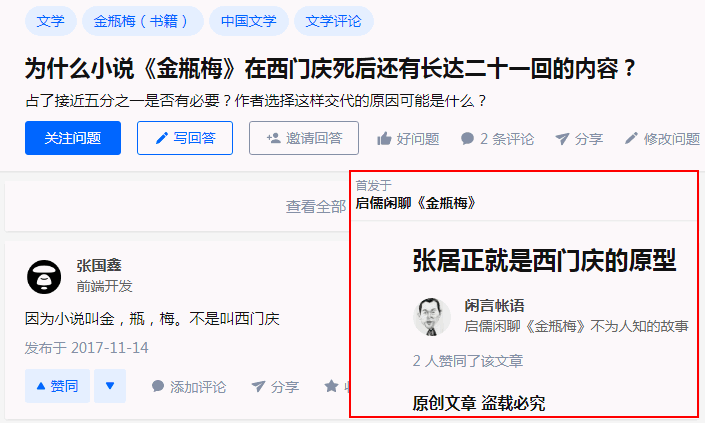 文学 金瓶梅（书籍） 中国文学 文学评论
为什么小说《金瓶梅》在西门庆死后还有长达二十一回的内容？
占了接近五分之一是否有必要？作者选择这样交代的原因可能是什么？
关注问题 写回答 邀请回答 好问题 2 条评论 分享 修改问题
查看全部
张国鑫
前端开发
因为小说叫金，瓶，梅。不是叫西门庆
发布于 2017-11-14
赞同 添加评论 分享
首发于
启儒闲聊《金瓶梅》
张居正就是西门庆的原型
闲言帐语
启儒闲聊《金瓶梅》不为人知的故事
2 人赞同了该文章
原创文章 盗载必究